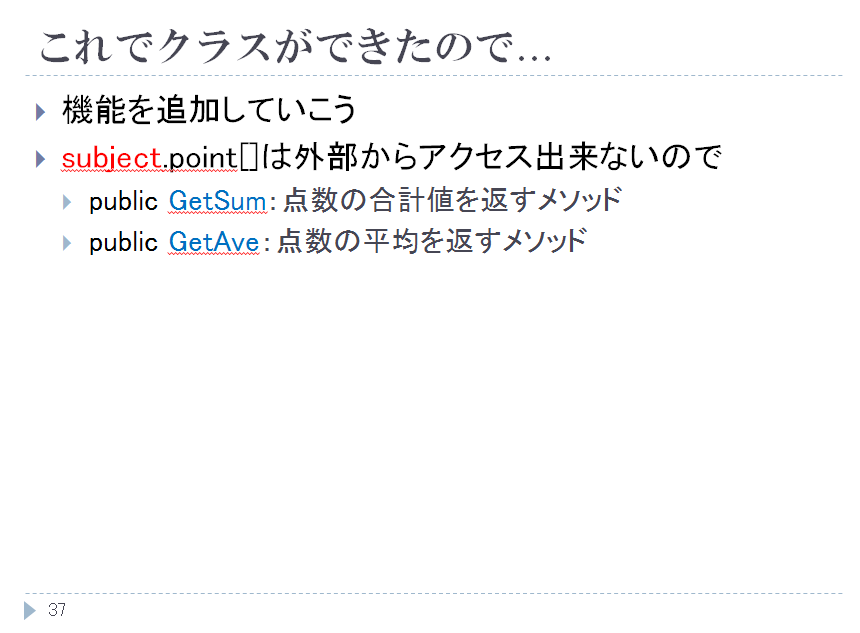 これでクラスができたので…
機能を追加していこう
subject.point[]は外部からアクセス出来ないので
public GetSum：点数の合計値を返すメソッド
public GetAve：点数の平均を返すメソッド
37